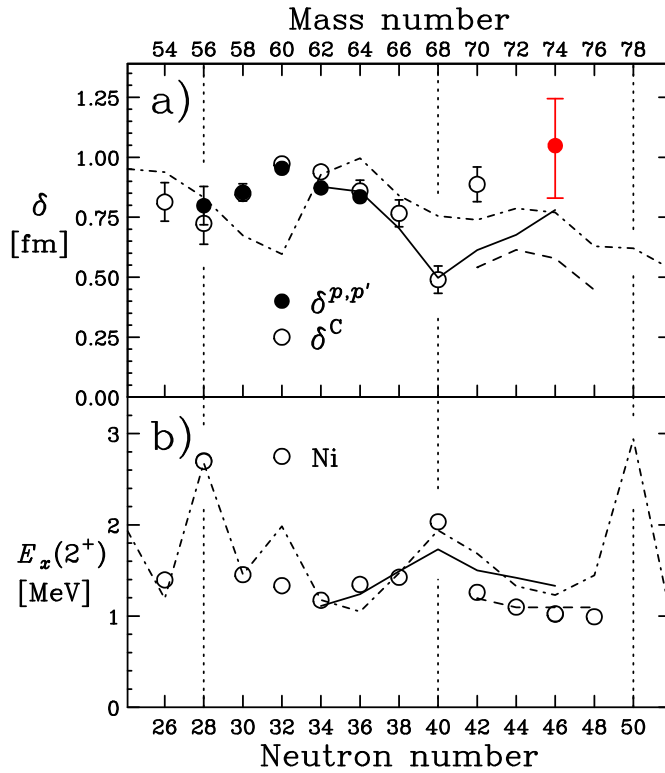 Mass number
54 56 58 60 62 64 66 68 70 72 74 76 78
a)
1.25
1.00
0.75
0.50
0.25
0.00
δ
[fm]
δ^{p,p'}
δ^{C}
b)
Ni
3
2
1
0
E_x(2^+)
[MeV]
26 28 30 32 34 36 38 40 42 44 46 48 50
Neutron number